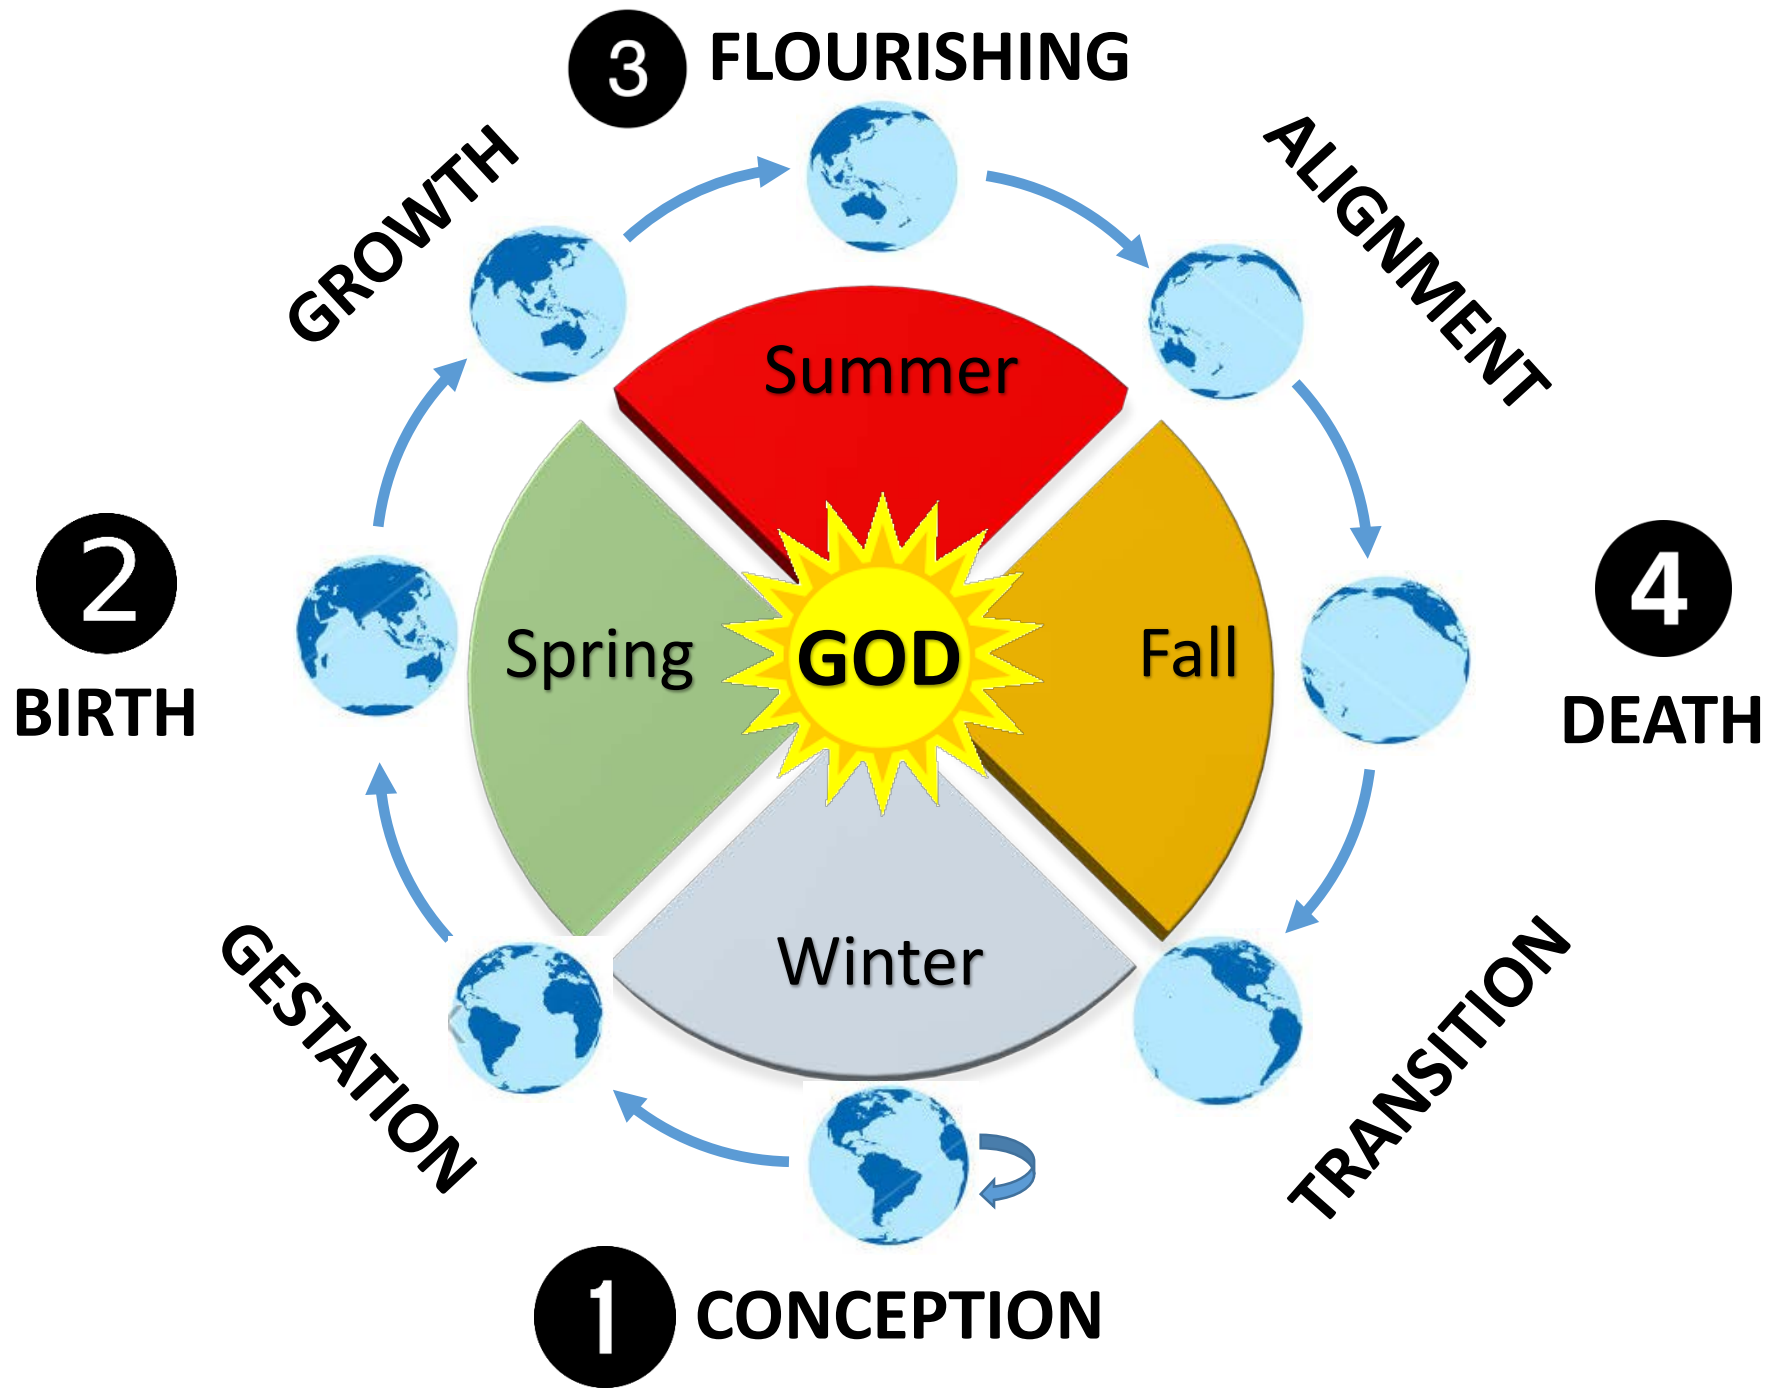 3 FLOURISHING
GROWTH
ALIGNMENT
Summer
2
BIRTH
Spring
GOD
Fall
4
DEATH
Winter
GESTATION
TRANSITION
1 CONCEPTION